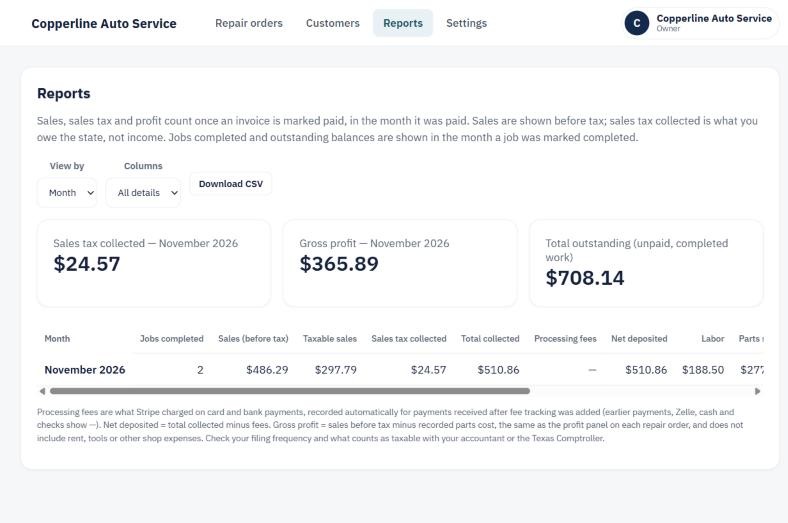 Copperline Auto Service
Repair orders
Customers
Reports
Settings
C
Copperline Auto Service
Owner
Reports
Sales, sales tax and profit count once an invoice is marked paid, in the month it was paid. Sales are shown before tax; sales tax collected is what you
owe the state, not income. Jobs completed and outstanding balances are shown in the month a job was marked completed.
View by
Columns
Month
All details
Download CSV
Sales tax collected — November 2026
$24.57
Gross profit — November 2026
$365.89
Total outstanding (unpaid, completed
work)
$708.14
Month Jobs completed Sales (before tax) Taxable sales Sales tax collected Total collected Processing fees Net deposited Labor Parts
November 2026 2 $486.29 $297.79 $24.57 $510.86 — $510.86 $188.50 $277
Processing fees are what Stripe charged on card and bank payments, recorded automatically for payments received after fee tracking was added (earlier payments, Zelle, cash and
checks show —). Net deposited = total collected minus fees. Gross profit = sales before tax minus recorded parts cost, the same as the profit panel on each repair order, and does not
include rent, tools or other shop expenses. Check your filing frequency and what counts as taxable with your accountant or the Texas Comptroller.